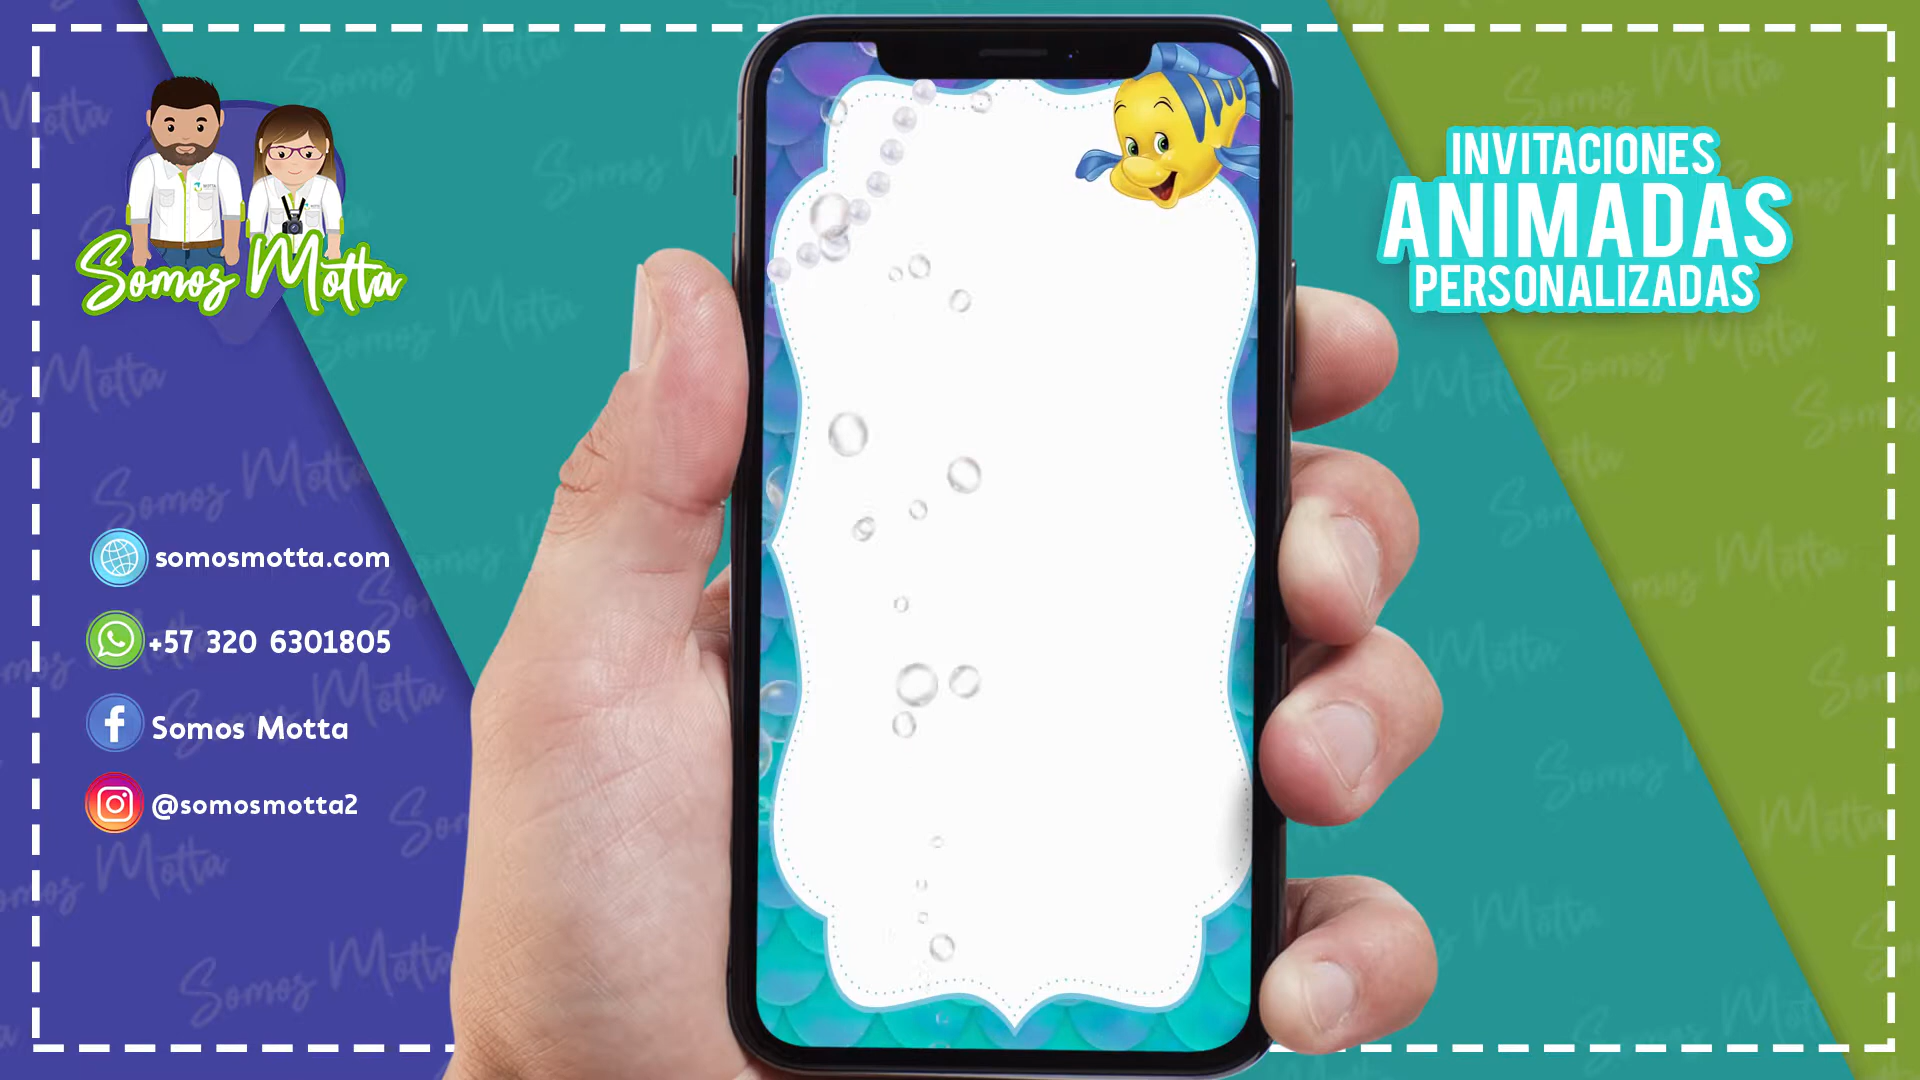 Somos Motta
somosmotta.com
+57 320 6301805
Somos Motta
@somosmotta2
INVITACIONES
ANIMADAS
PERSONALIZADAS